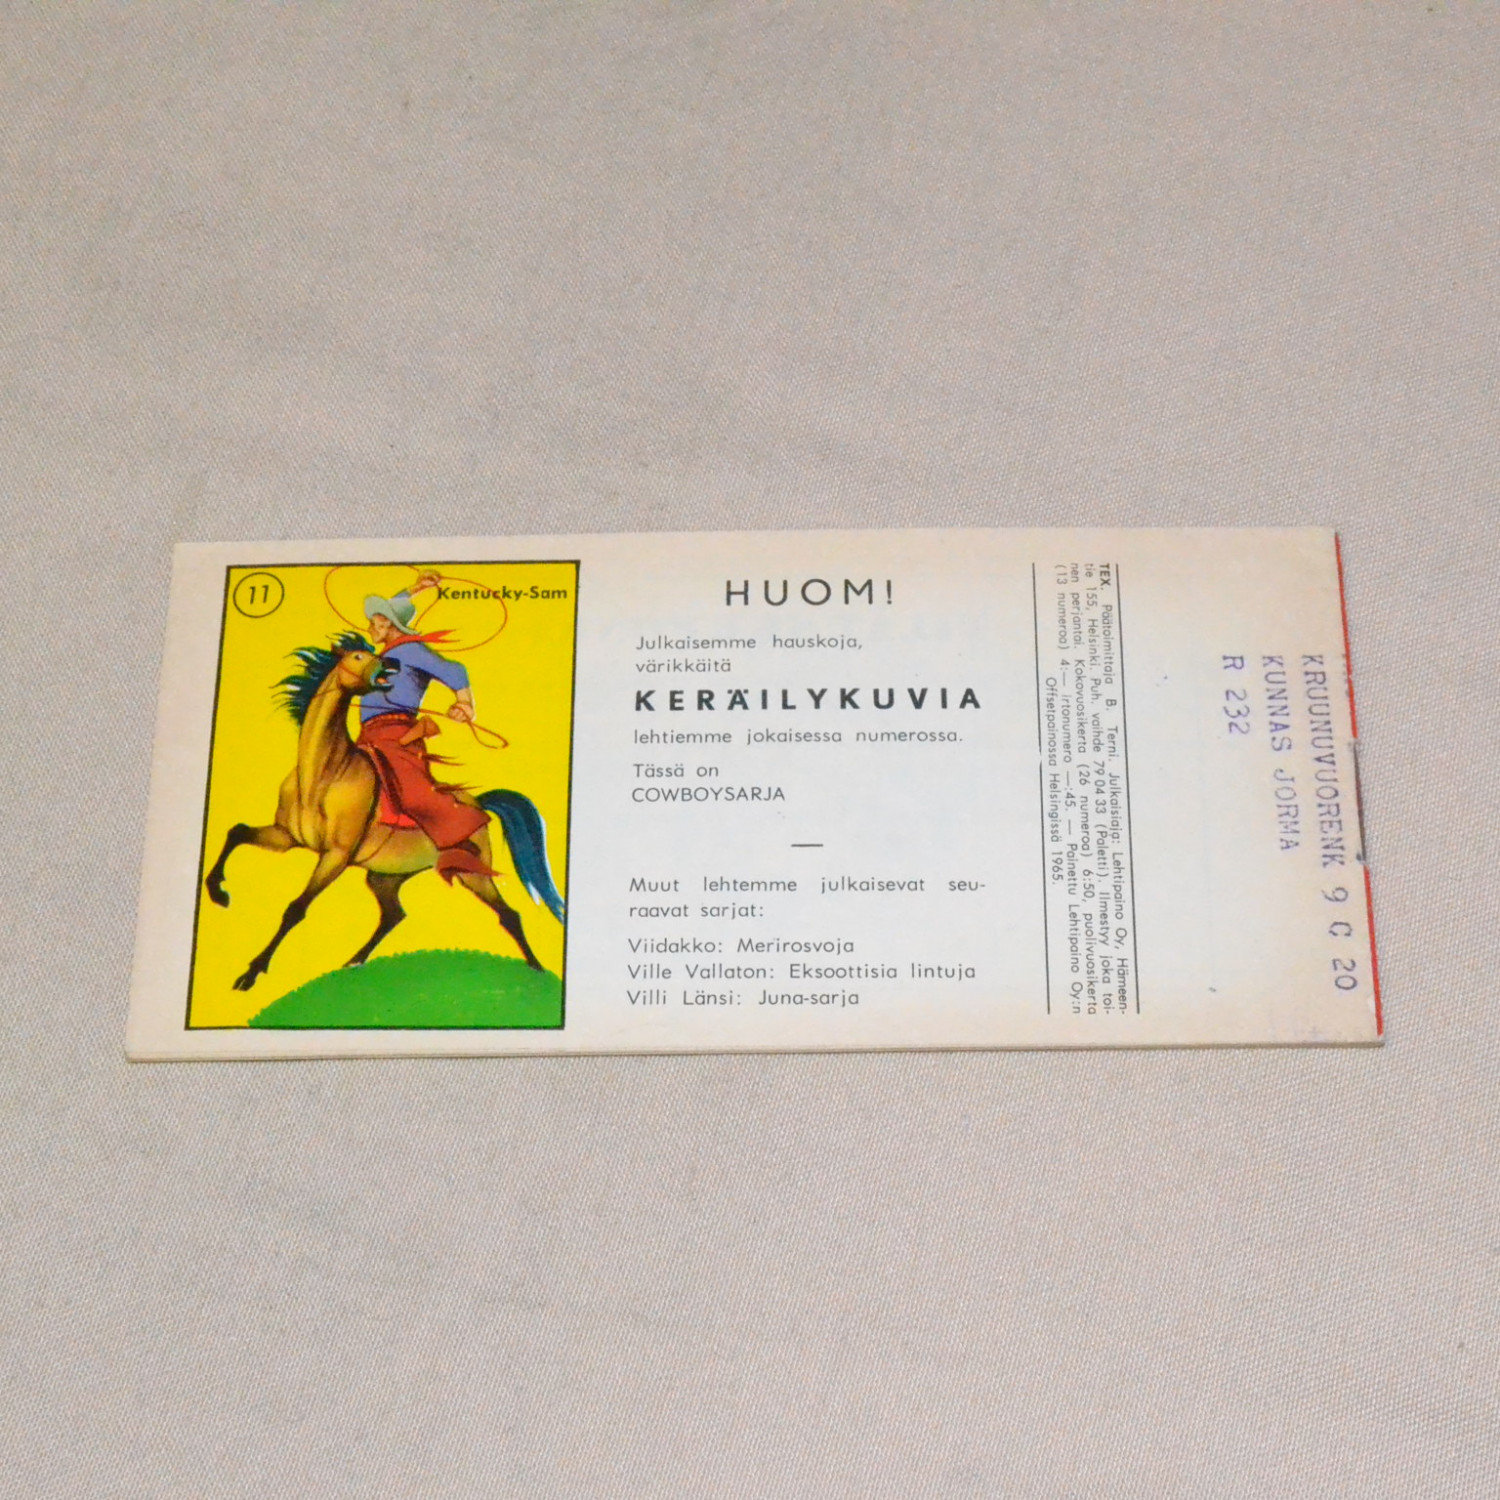 11
Kentucky-Sam
HUOM!
Julkaisemme hauskoja,
värikkäitä
KERÄILYKUVIA
lehtiemme jokaisessa numerossa.
Tässä on
COWBOYSARJA
Muut lehtemme julkaisevat seu-
raavat sarjat:
Viidakko: Merirosvoja
Ville Vallaton: Eksoottisia lintuja
Villi Länsi: Juna-sarja
TEX. Päätoimittaja B. Terni. Julkaisiaja: Lehtipaino Oy, Hämeen-
tie 155, Helsinki. Puh. vaihde 79 04 33 (Paletti). Ilmestyy joka toi-
nen perjantai. Kokovuosikerta (26 numeroa) 6:50, puolivuosikerta
(13 numeroa) 4:— irtonumero —:45. — Painettu Lehtipaino Oy:n
Offsetpainossa Helsingissä 1965.
KRUUNUVUORENK 9 C 20
KUNNAS JORMA
R 232